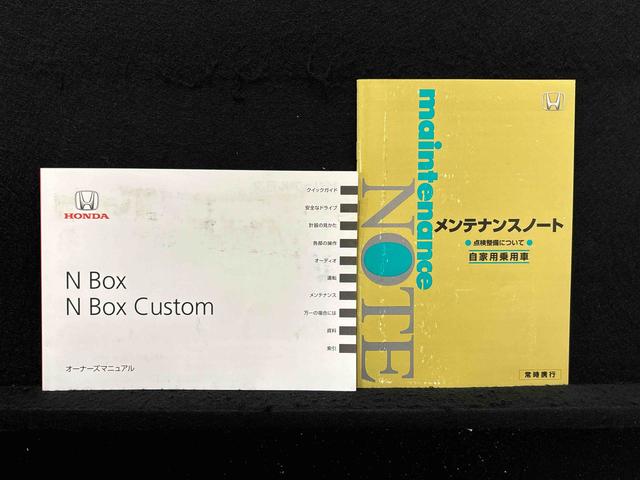 HONDA
N Box
N Box Custom
オーナーズマニュアル
クイックガイド
安全なドライブ
計器の見かた
各部の操作
オーディオ
運転
メンテナンス
万一の場合には
資料
索引
maintenance
NOTE
メンテナンスノート
● 点検整備について ●
自家用乗用車
常時携行